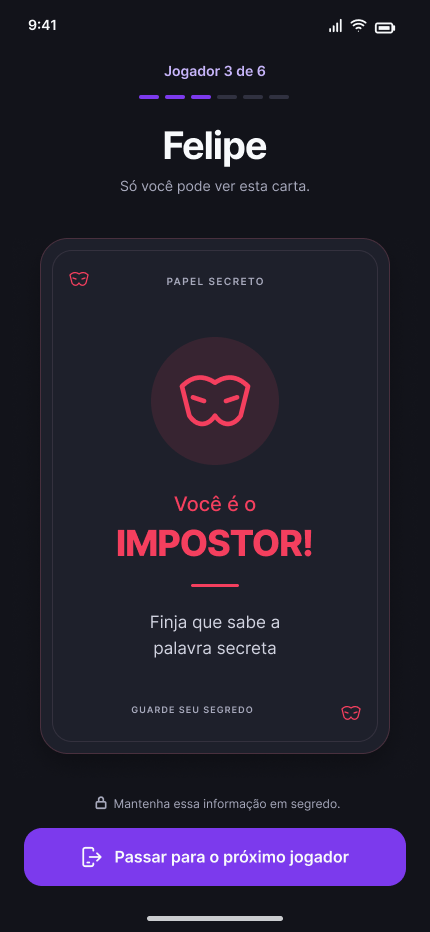 9:41
Jogador 3 de 6
Felipe
Só você pode ver esta carta.
PAPEL SECRETO
Você é o
IMPOSTOR!
Finja que sabe a
palavra secreta
GUARDE SEU SEGREDO
Mantenha essa informação em segredo.
Passar para o próximo jogador